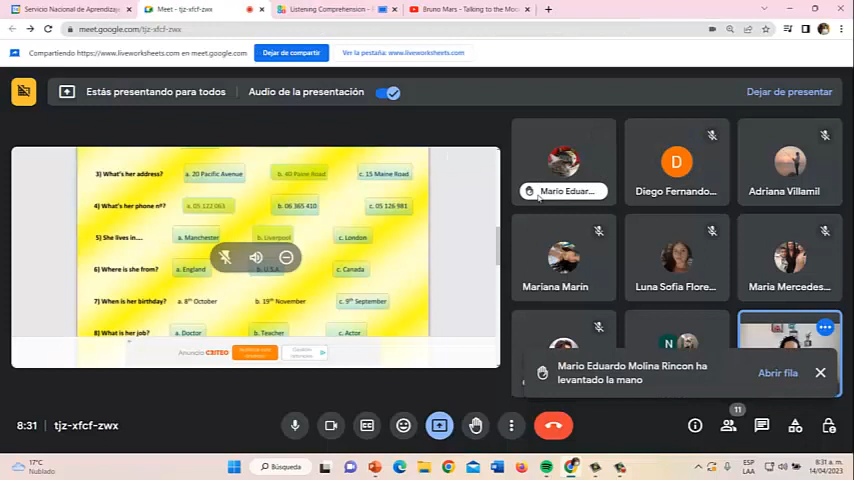 Servicio Nacional de Aprendizaj
Meet - tjz-xfcf-zwx
Listening Comprehension -
Bruno Mars - Talking to the Moo
meet.google.com/tjz-xfcf-zwx
Compartiendo https://www.liveworksheets.com en meet.google.com
Dejar de compartir
Ver la pestaña: www.liveworksheets.com
Estás presentando para todos
Audio de la presentación
Dejar de presentar
3) What's her address? a. 20 Pacific Avenue b. 40 Paine Road c. 15 Maine Road
4) What's her phone nº? a. 05 122 063 b. 06 365 410 c. 05 126 981
5) She lives in.... a. Manchester b. Liverpool c. London
6) Where is she from? a. England b. U.S.A. c. Canada
7) When is her birthday? a. 8th October b. 19th November c. 9th September
8) What is her job? a. Doctor b. Teacher c. Actor
Anuncio CRITEO
Mario Eduar...
Diego Fernando...
Adriana Villamil
Mariana Marín
Luna Sofia Flore...
Maria Mercedes...
D
N
Mario Eduardo Molina Rincon ha
levantado la mano
Abrir fila
8:31
tjz-xfcf-zwx
11
17°C
Nublado
Búsqueda
ESP
LAA
8:31 a. m.
14/04/2023